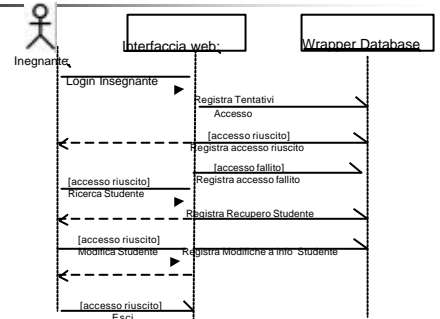 Interfaccia web:
Wrapper Database
Inegnante
Login Insegnante
Registra Tentativi
Accesso
[accesso riuscito]
Registra accesso riuscito
[accesso fallito]
Registra accesso fallito
[accesso riuscito]
Ricerca Studente
Registra Recupero Studente
[accesso riuscito]
Modifica Studente
Registra Modifiche a info Studente
[accesso riuscito]
Esci